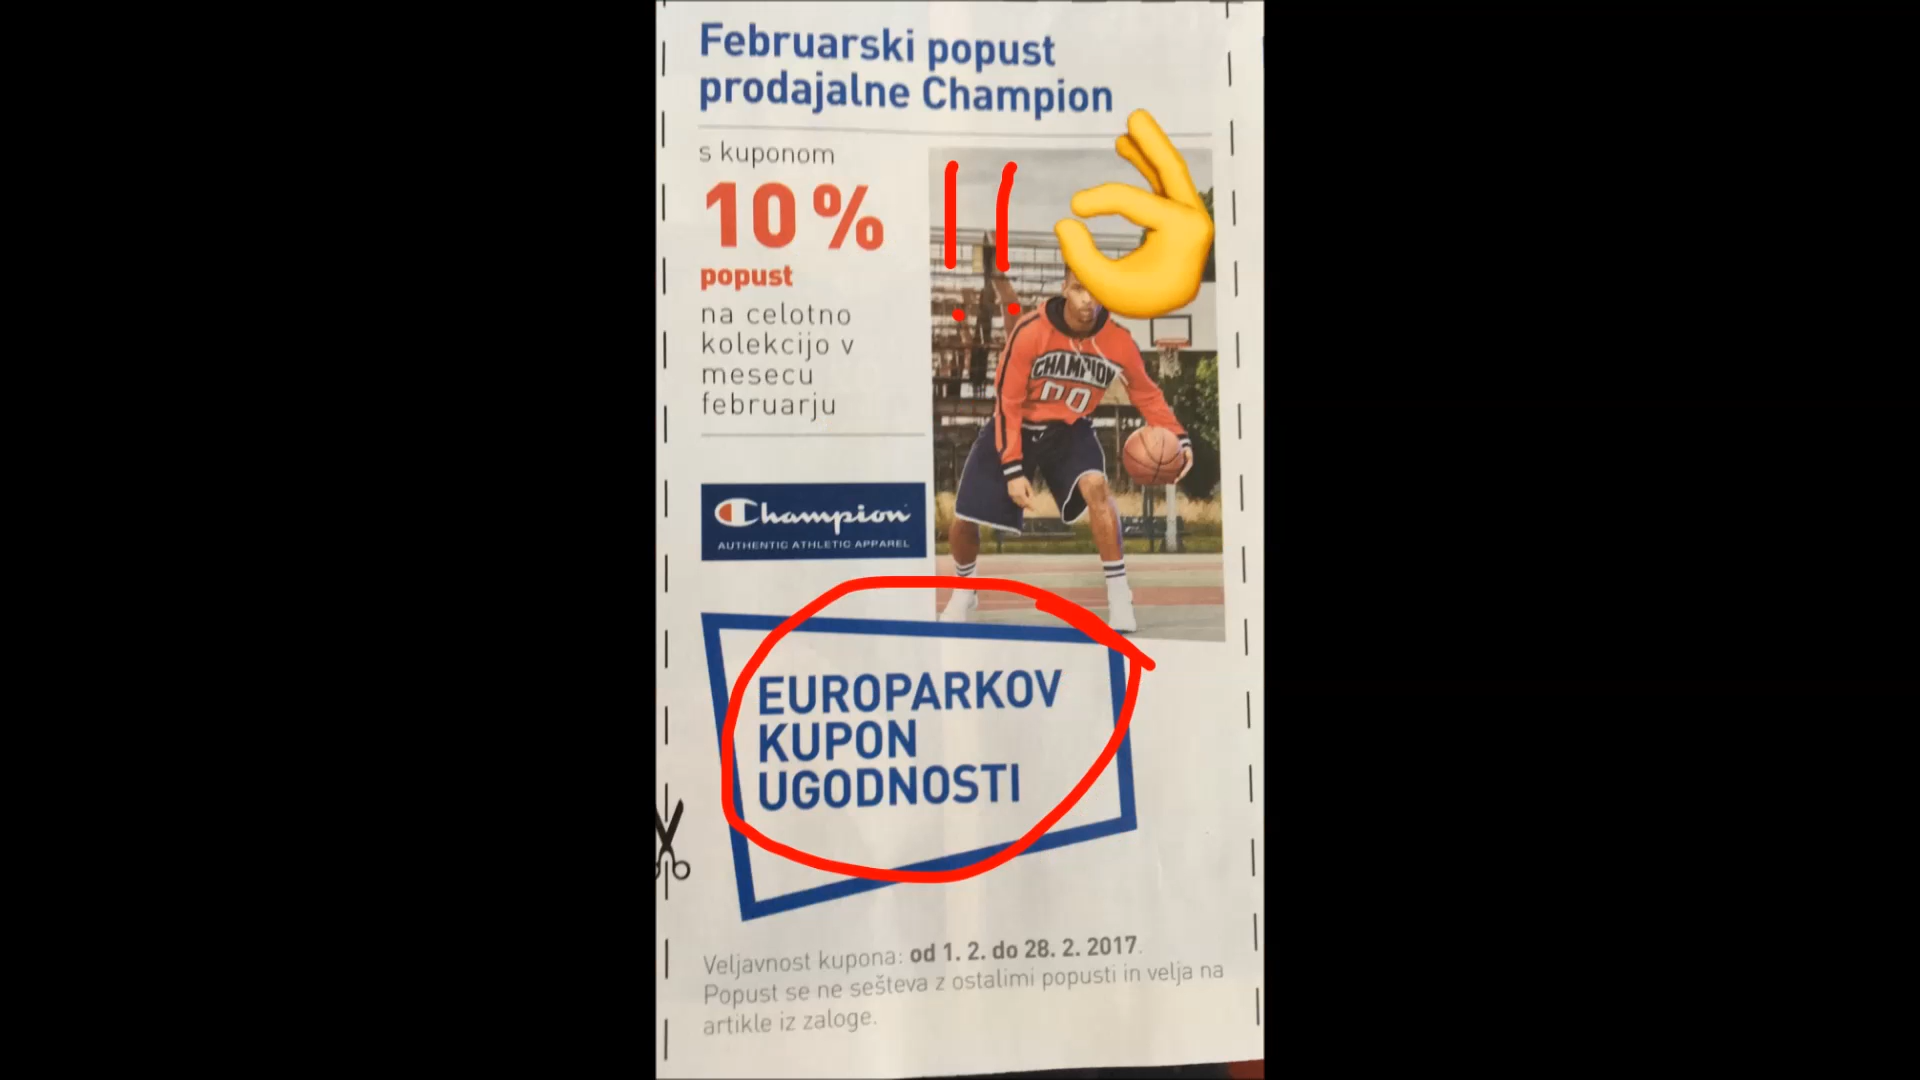 Februarski popust
prodajalne Champion
s kuponom
10 %
popust
na celotno
kolekcijo v
mesecu
februarju
!!
CHAMPION
00
Champion
AUTHENTIC ATHLETIC APPAREL
EUROPARKOV
KUPON
UGODNOSTI
Veljavnost kupona: od 1. 2. do 28. 2. 2017.
Popust se ne sešteva z ostalimi popusti in velja na
artikle iz zaloge.